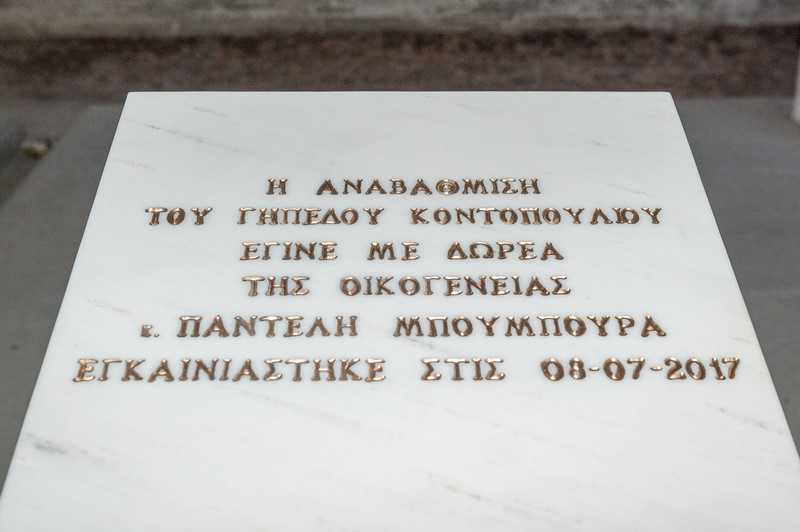 Η ΑΝΑΒΑΘΜΙΣΗ
ΤΟΥ ΓΗΠΕΔΟΥ ΚΟΝΤΟΠΟΥΛΙΟΥ
ΕΓΙΝΕ ΜΕ ΔΩΡΕΑ
ΤΗΣ ΟΙΚΟΓΕΝΕΙΑΣ
κ. ΠΑΝΤΕΛΗ ΜΠΟΥΜΠΟΥΡΑ
ΕΓΚΑΙΝΙΑΣΤΗΚΕ ΣΤΙΣ 08-07-2017